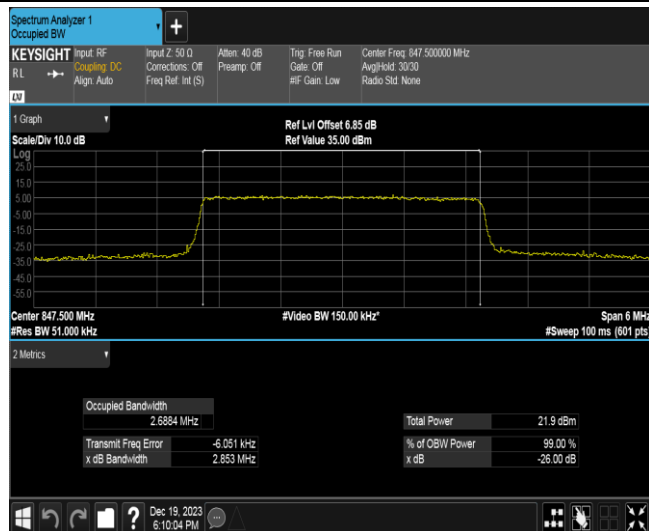 Spectrum Analyzer 1
Occupied BW
+
KEYSIGHT Input: RF Input Z: 50 Ω Atten: 40 dB Trig: Free Run Center Freq: 847.500000 MHz
RL Coupling: DC Corrections: Off Preamp: Off Gate: Off Avg|Hold: 30/30
Align: Auto Freq Ref: Int (S) #IF Gain: Low Radio Std: None
LXI
1 Graph Ref Lvl Offset 6.85 dB
Scale/Div 10.0 dB Ref Value 35.00 dBm
Log
25.0
15.0
5.00
-5.00
-15.0
-25.0
-35.0
-45.0
-55.0
Center 847.500 MHz #Video BW 150.00 kHz* Span 6 MHz
#Res BW 51.000 kHz #Sweep 100 ms (601 pts)
2 Metrics
Occupied Bandwidth
2.6884 MHz Total Power 21.9 dBm
Transmit Freq Error -6.051 kHz % of OBW Power 99.00 %
x dB Bandwidth 2.853 MHz x dB -26.00 dB
? Dec 19, 2023
6:10:04 PM